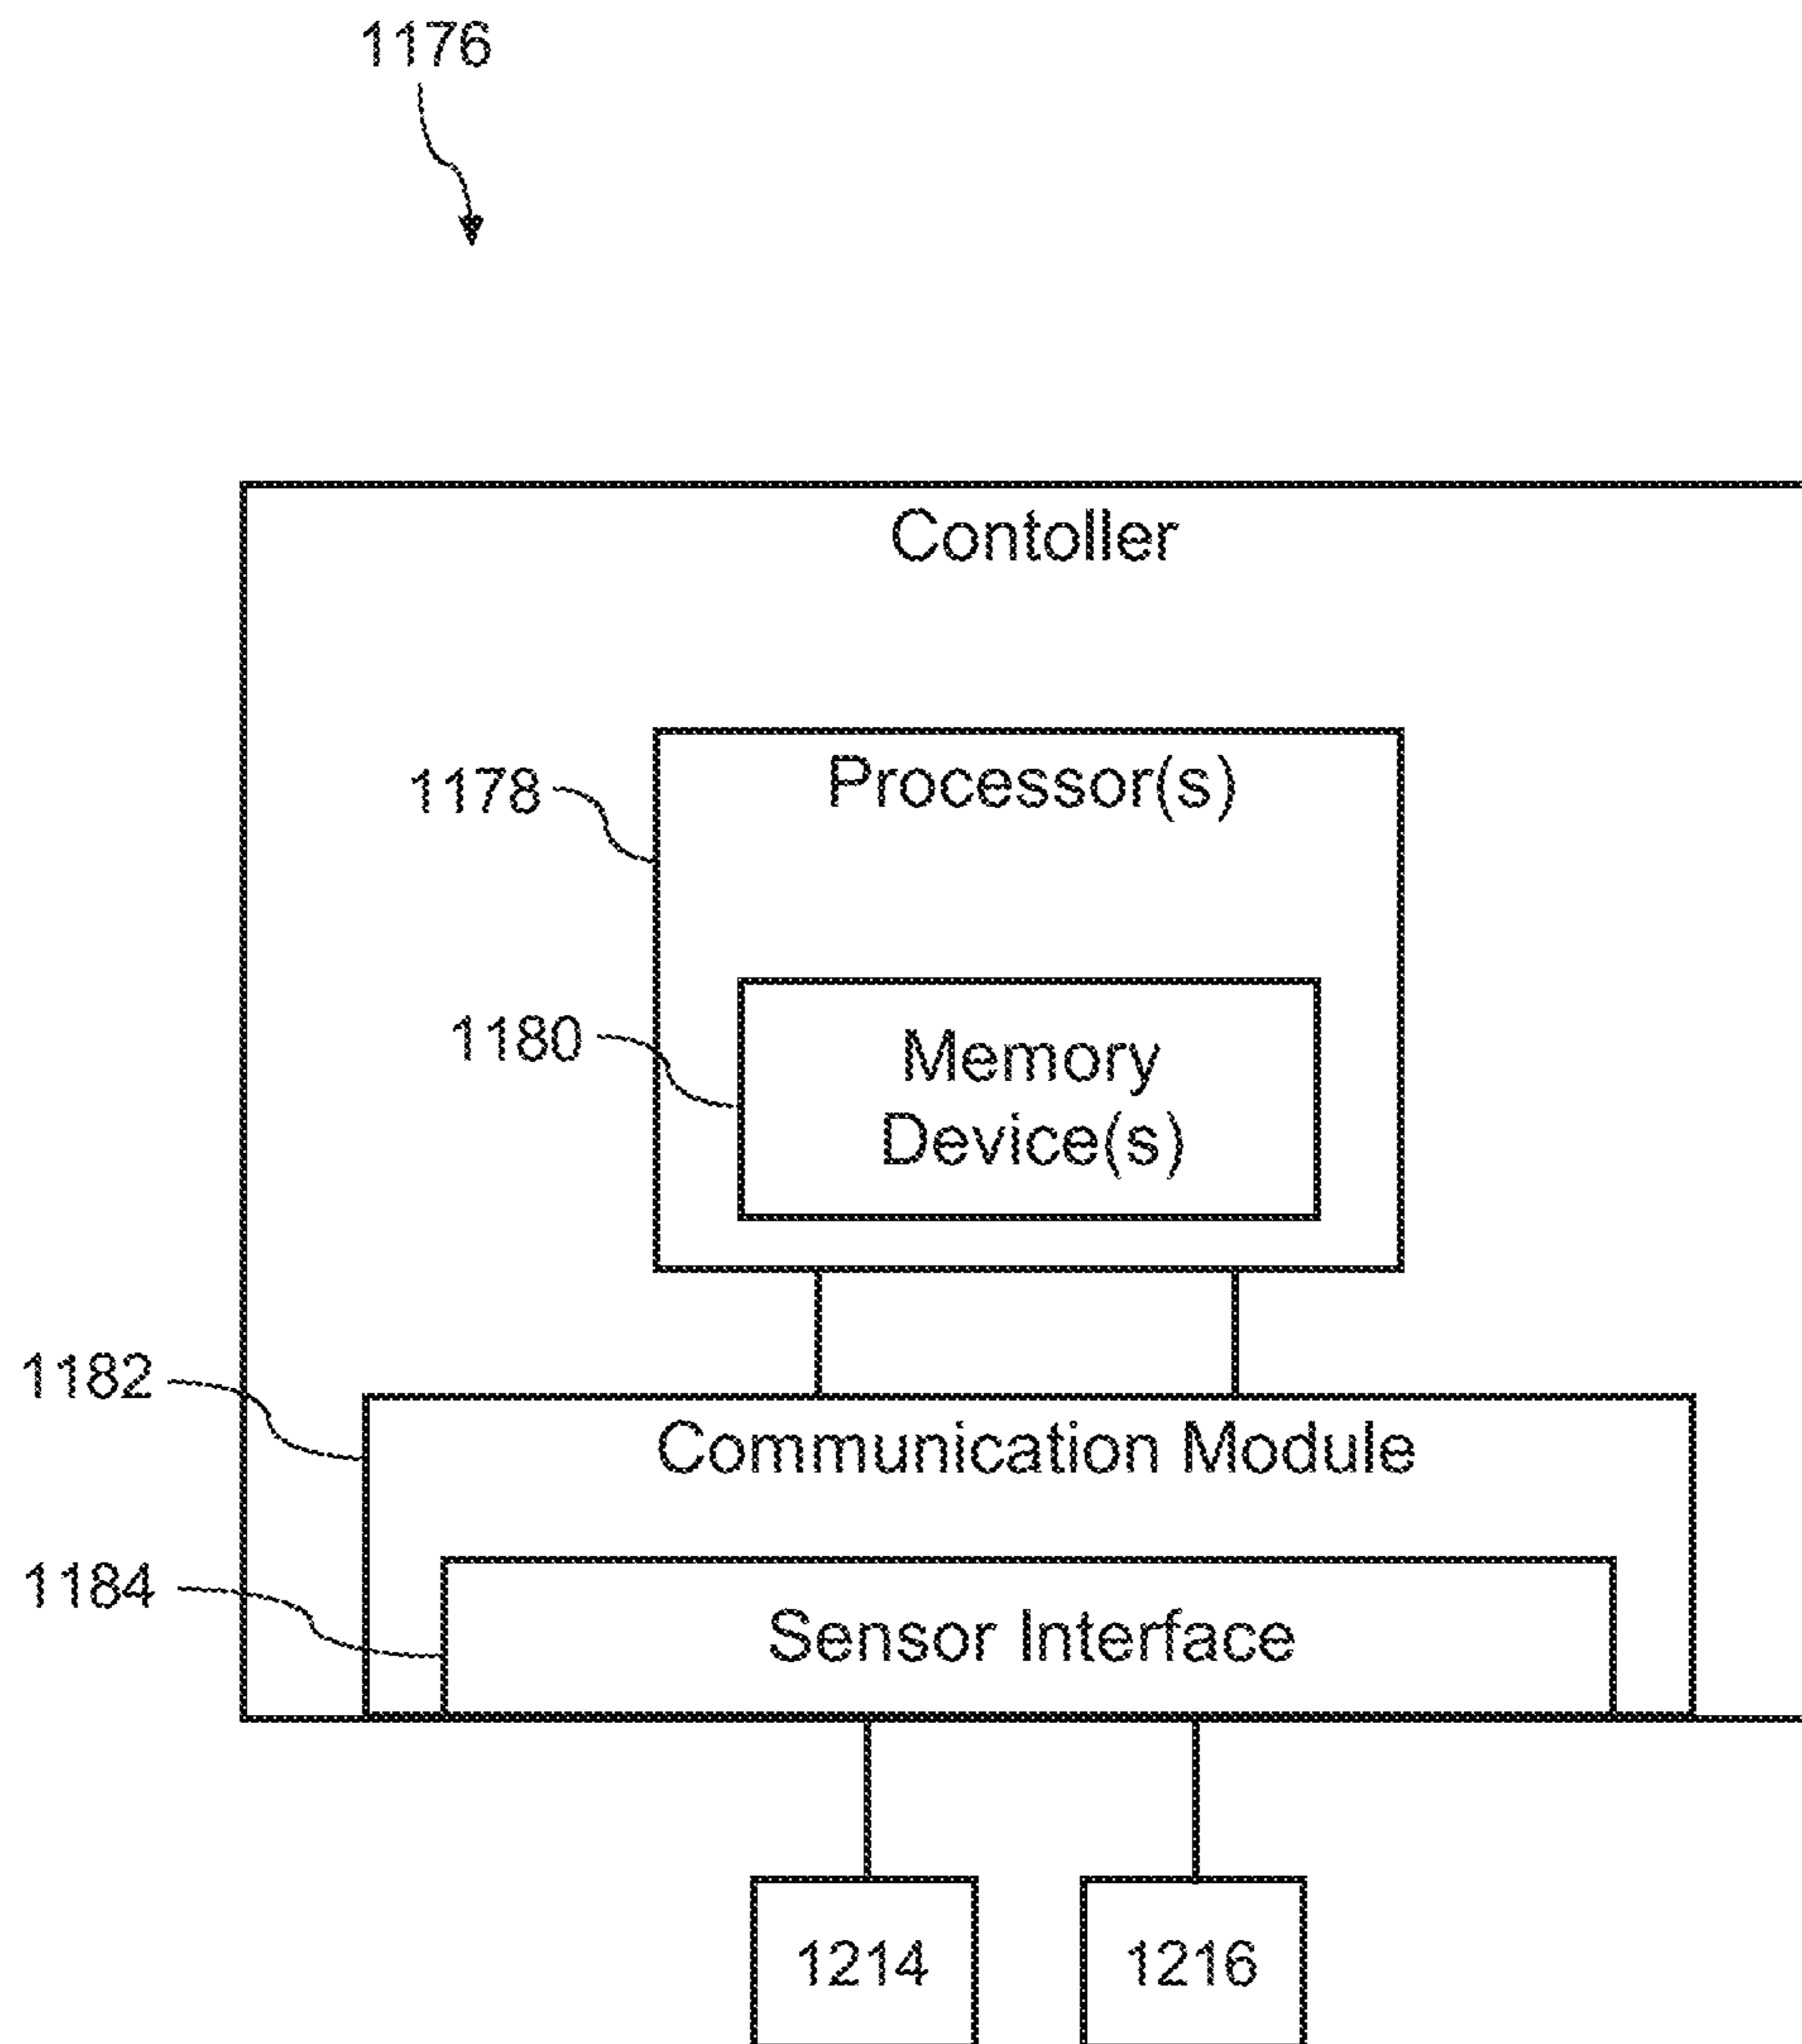 1176
Contoller
1178
Processor(s)
1180
Memory
Device(s)
1182
Communication Module
1184
Sensor Interface
1214
1216